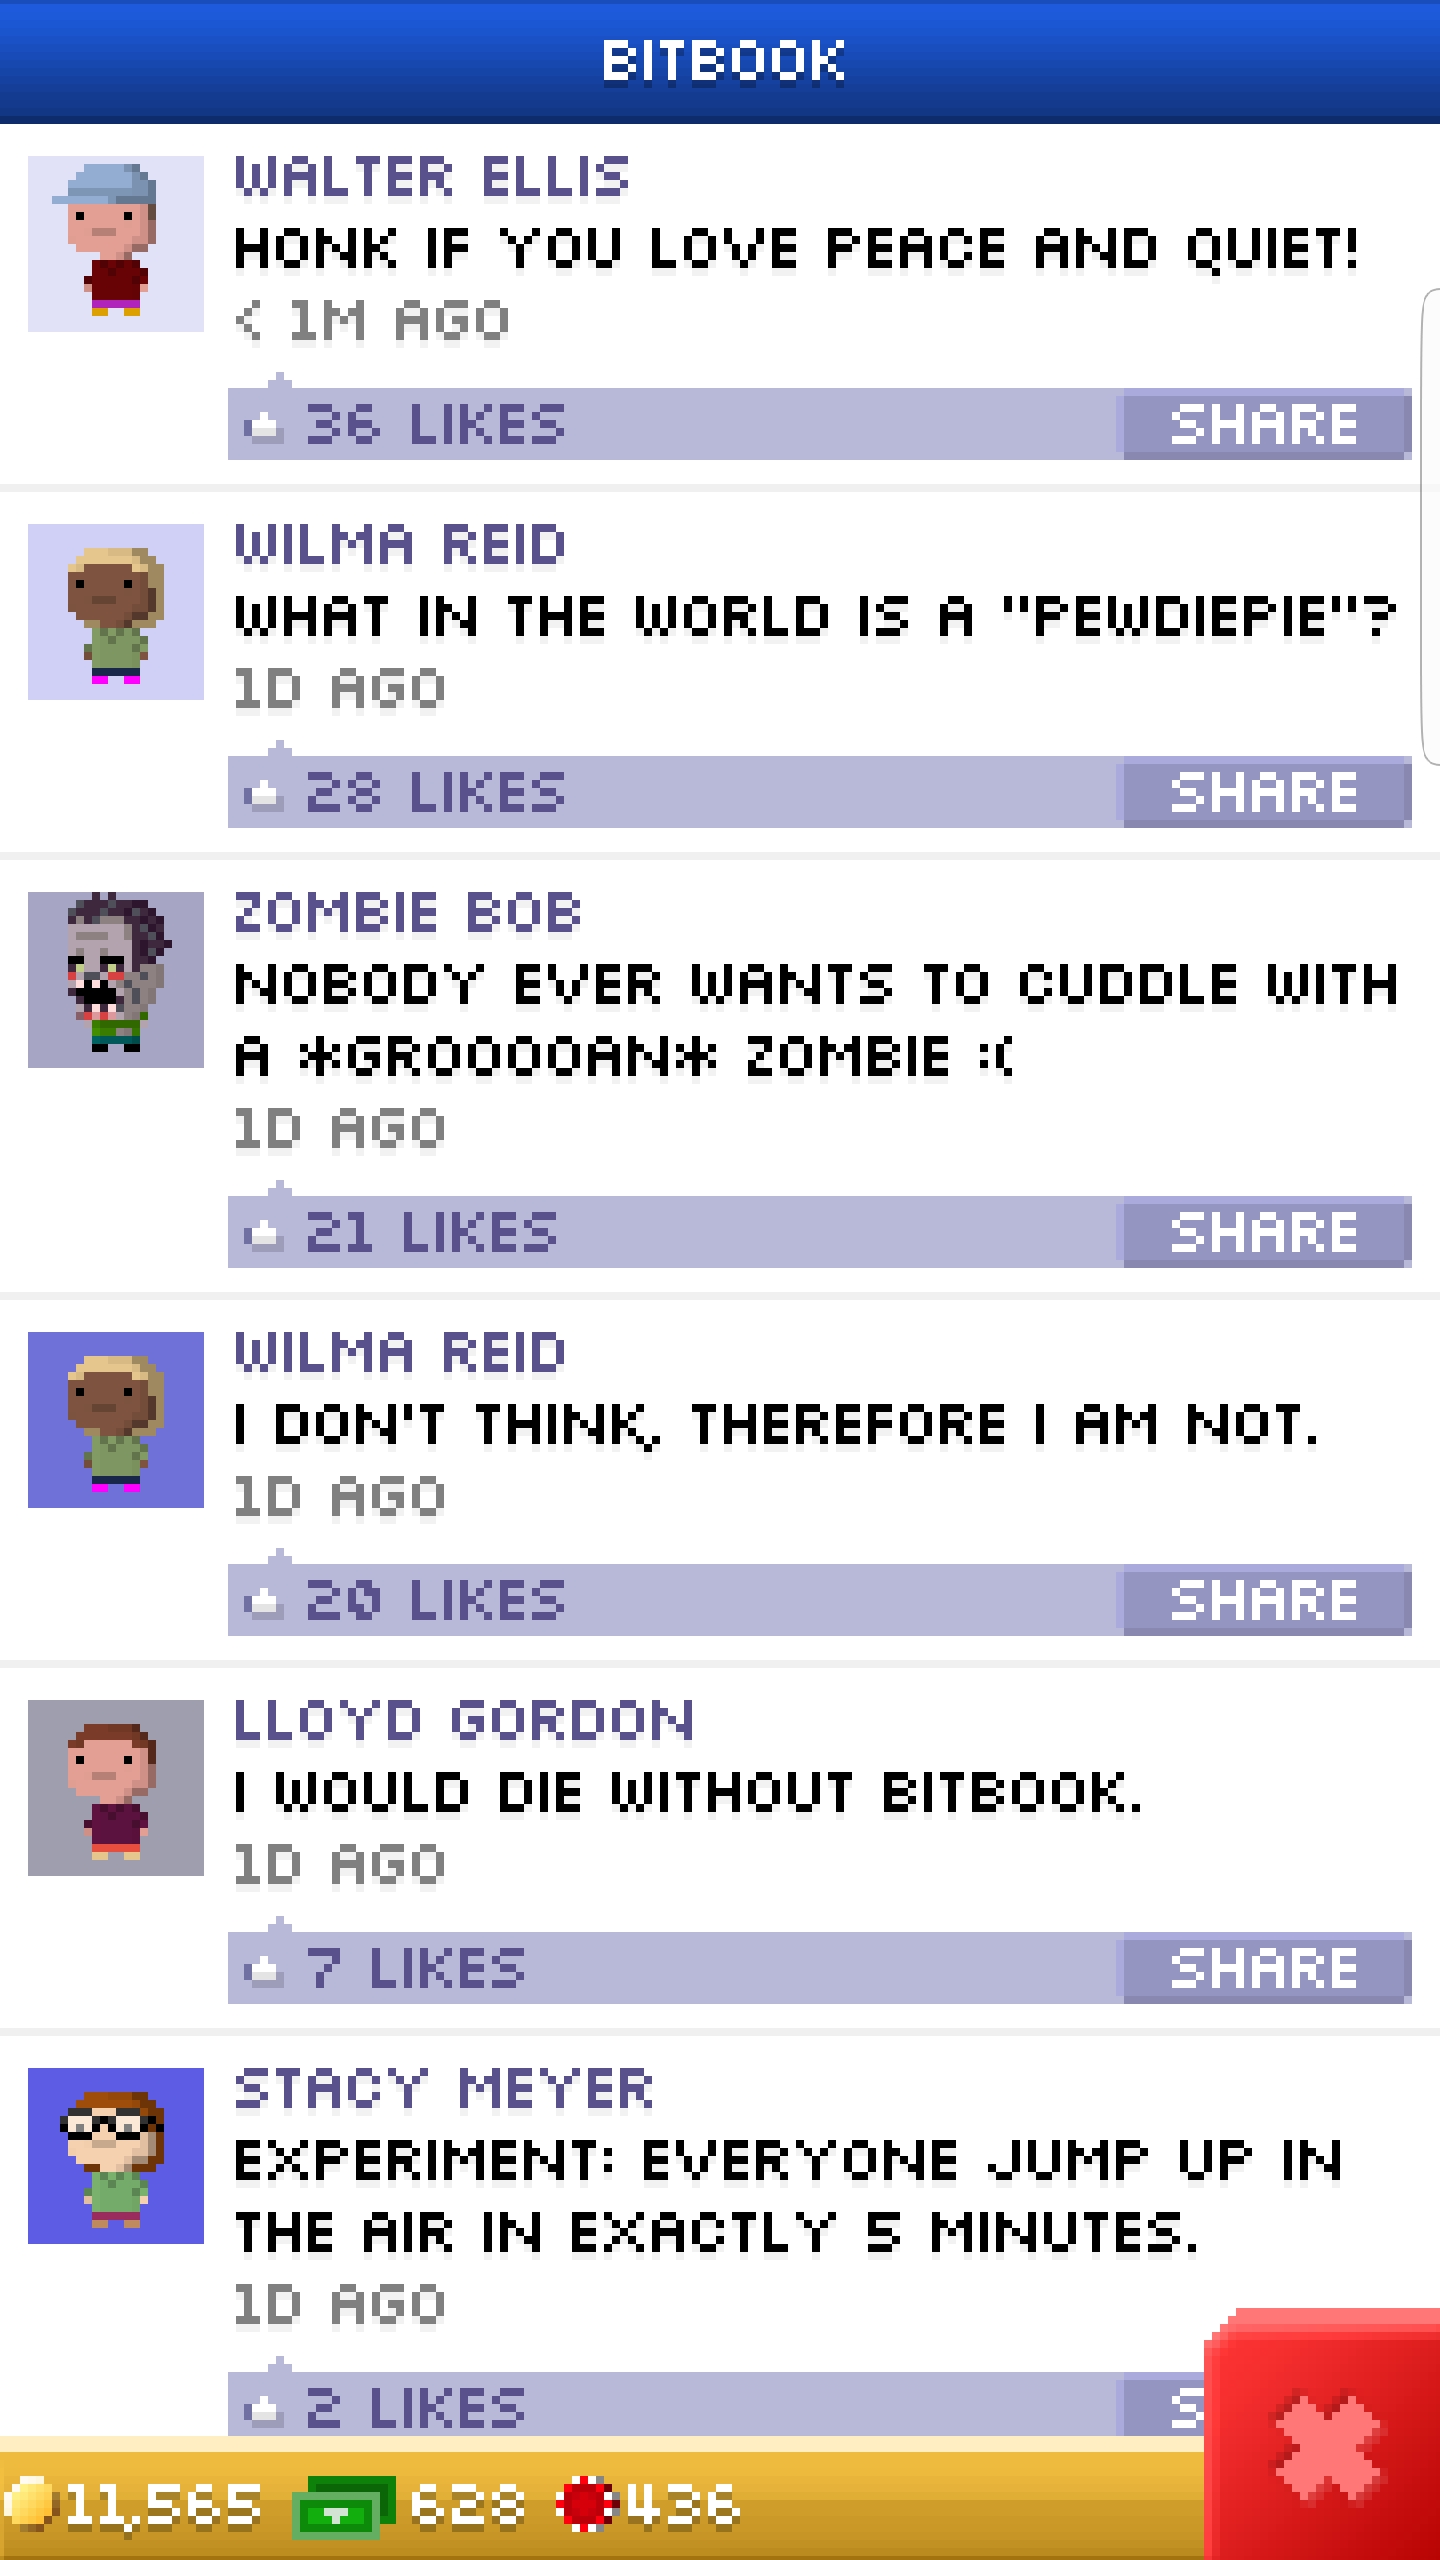 BITBOOK
WALTER ELLIS
HONK IF YOU LOVE PEACE AND QUIET!
< 1M AGO
36 LIKES SHARE
WILMA REID
WHAT IN THE WORLD IS A "PEWDIEPIE"?
1D AGO
28 LIKES SHARE
ZOMBIE BOB
NOBODY EVER WANTS TO CUDDLE WITH
A *GROOOOAN* ZOMBIE :(
1D AGO
21 LIKES SHARE
WILMA REID
I DON'T THINK, THEREFORE I AM NOT.
1D AGO
20 LIKES SHARE
LLOYD GORDON
I WOULD DIE WITHOUT BITBOOK.
1D AGO
7 LIKES SHARE
STACY MEYER
EXPERIMENT: EVERYONE JUMP UP IN
THE AIR IN EXACTLY 5 MINUTES.
1D AGO
2 LIKES S
11,565 628 436